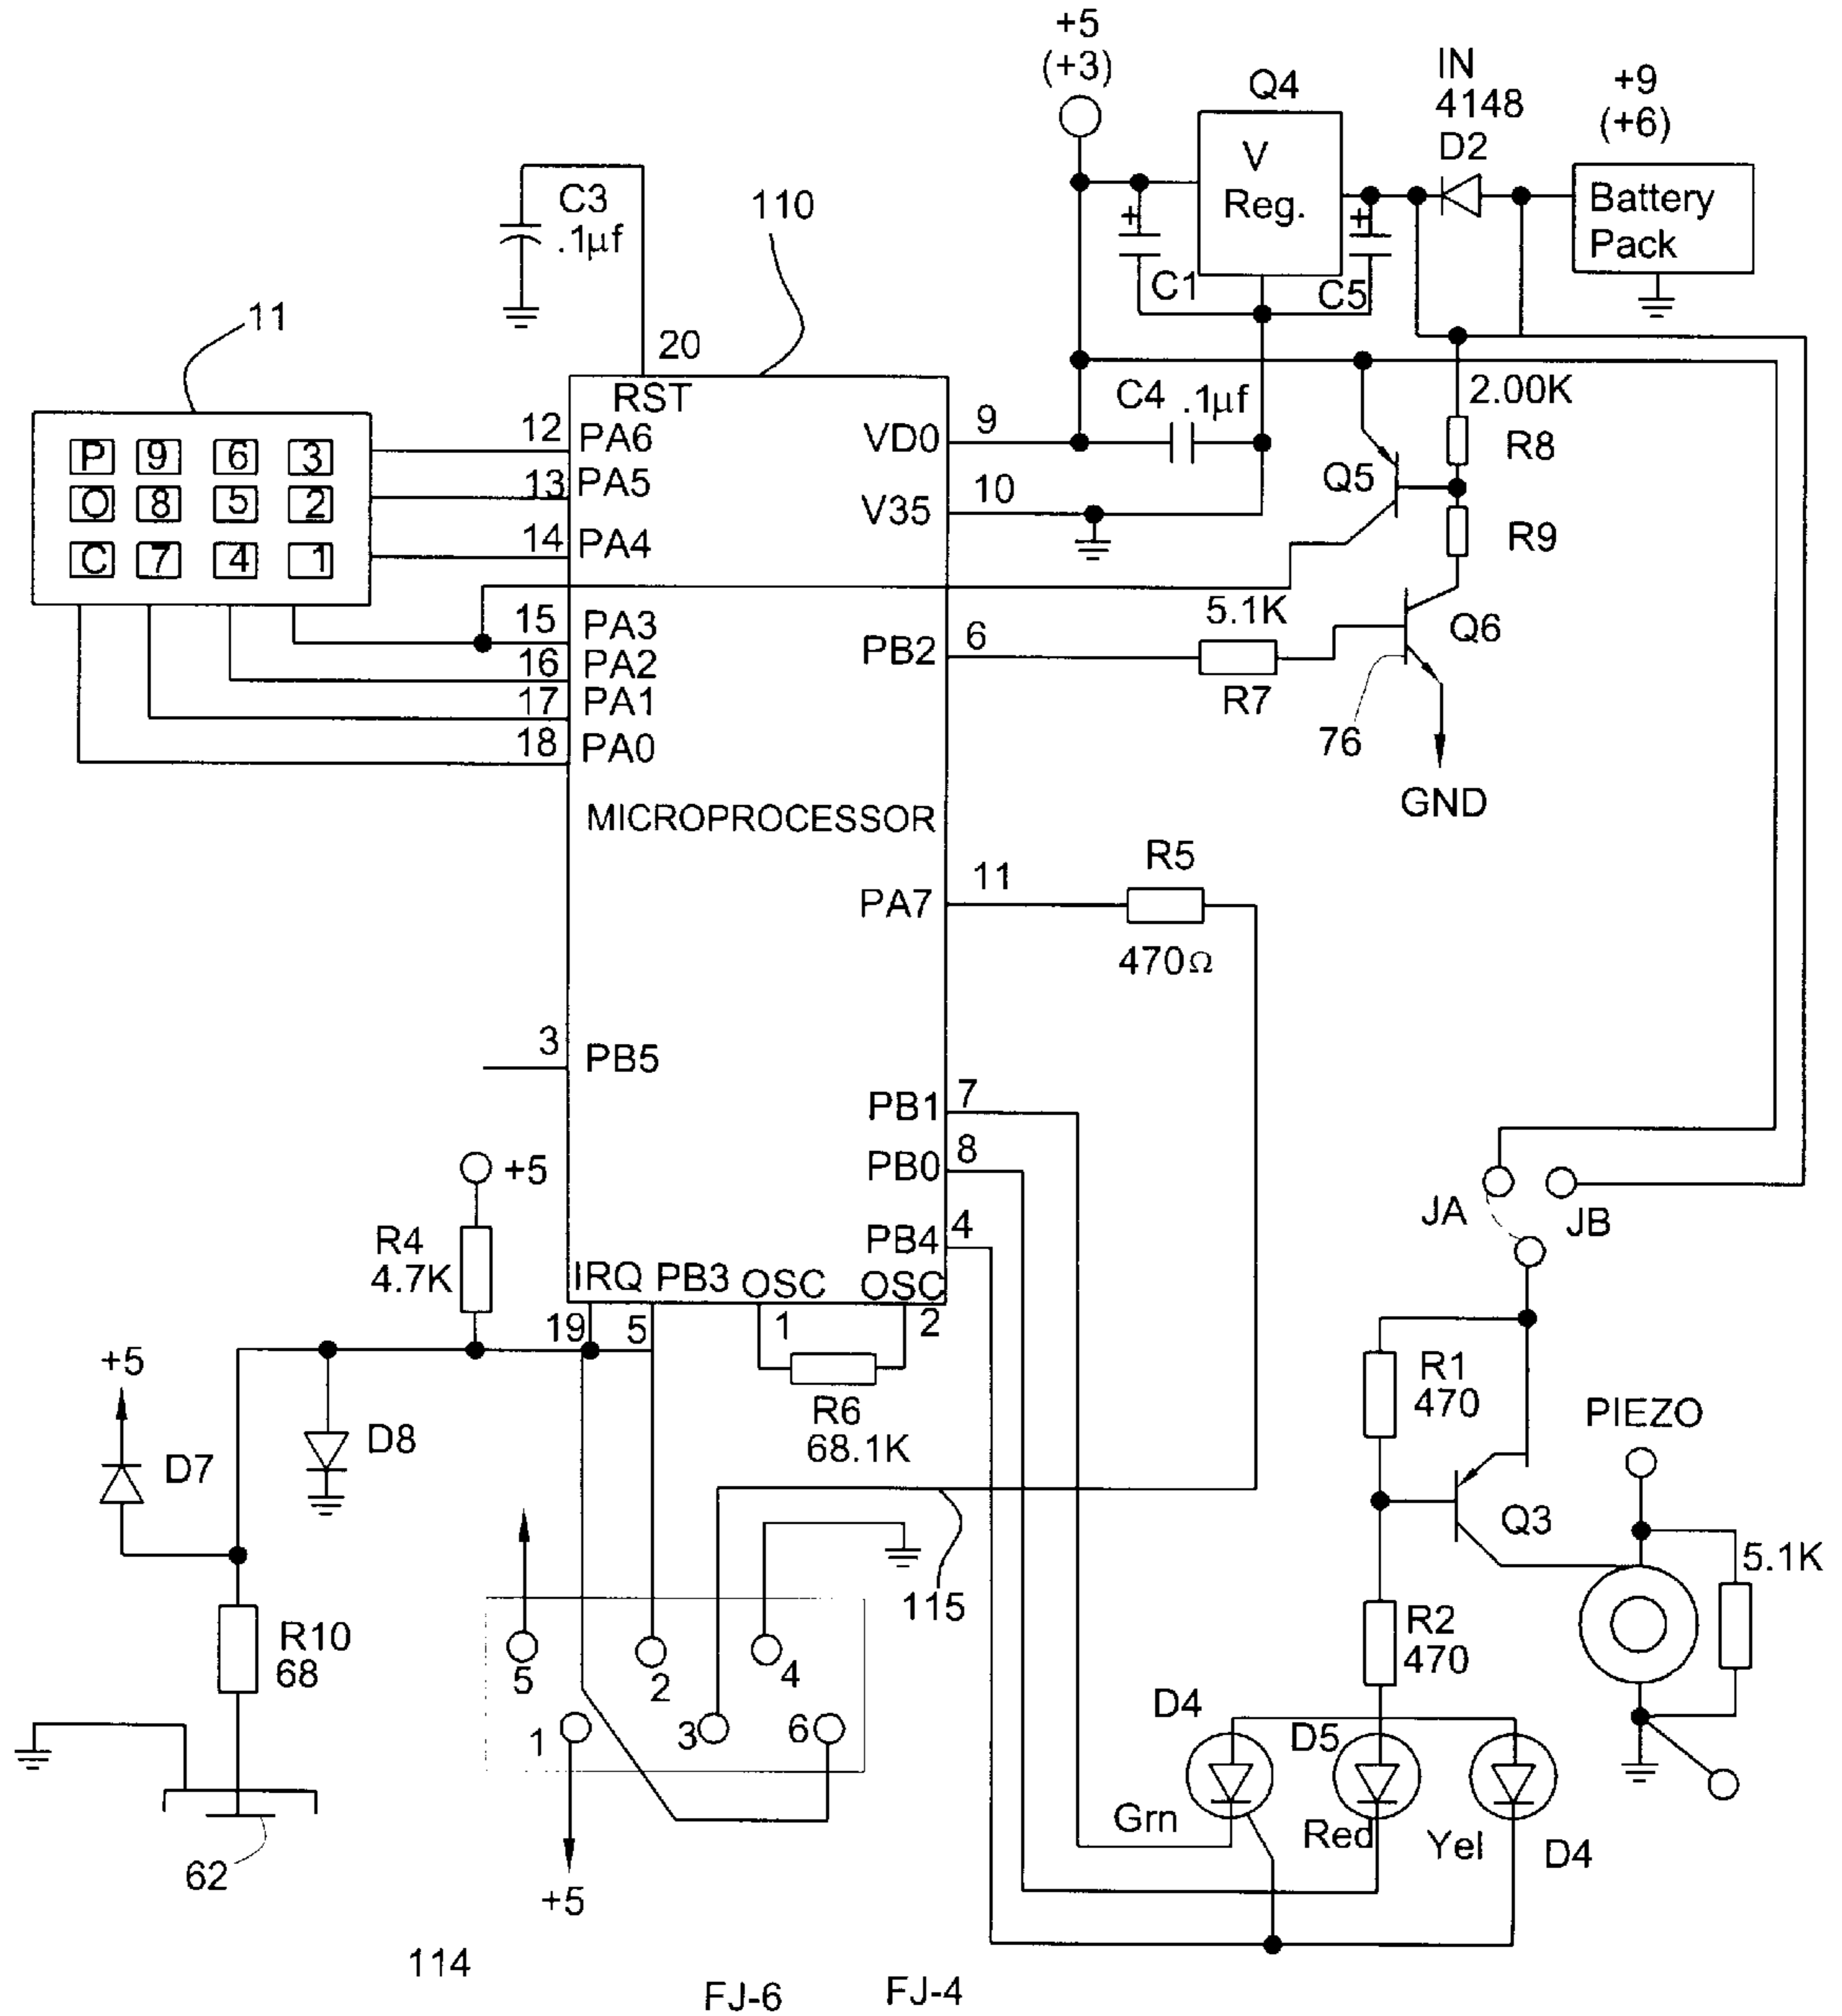 +5
(+3)
Q4
V
Reg.
IN
4148
D2
+9
(+6)
Battery
Pack
C3
.1µf
110
+
C1
+
C5
11
20
RST
P 9 6 3
O 8 5 2
C 7 4 1
12
PA6
13
PA5
14
PA4
15
PA3
16
PA2
17
PA1
18
PA0
VD0
9
C4
.1µf
V35
10
2.00K
R8
Q5
R9
PB2
6
5.1K
R7
Q6
76
GND
MICROPROCESSOR
PA7
11
R5
470Ω
3
PB5
PB1
7
PB0
8
PB4
4
+5
R4
4.7K
IRQ
PB3
OSC
OSC
19
5
1
2
R6
68.1K
JA
JB
+5
D7
D8
R1
470
PIEZO
Q3
5.1K
R10
68
115
5
2
4
1
3
6
R2
470
D4
D5
Grn
Red
Yel
D4
62
+5
114
FJ-6
FJ-4